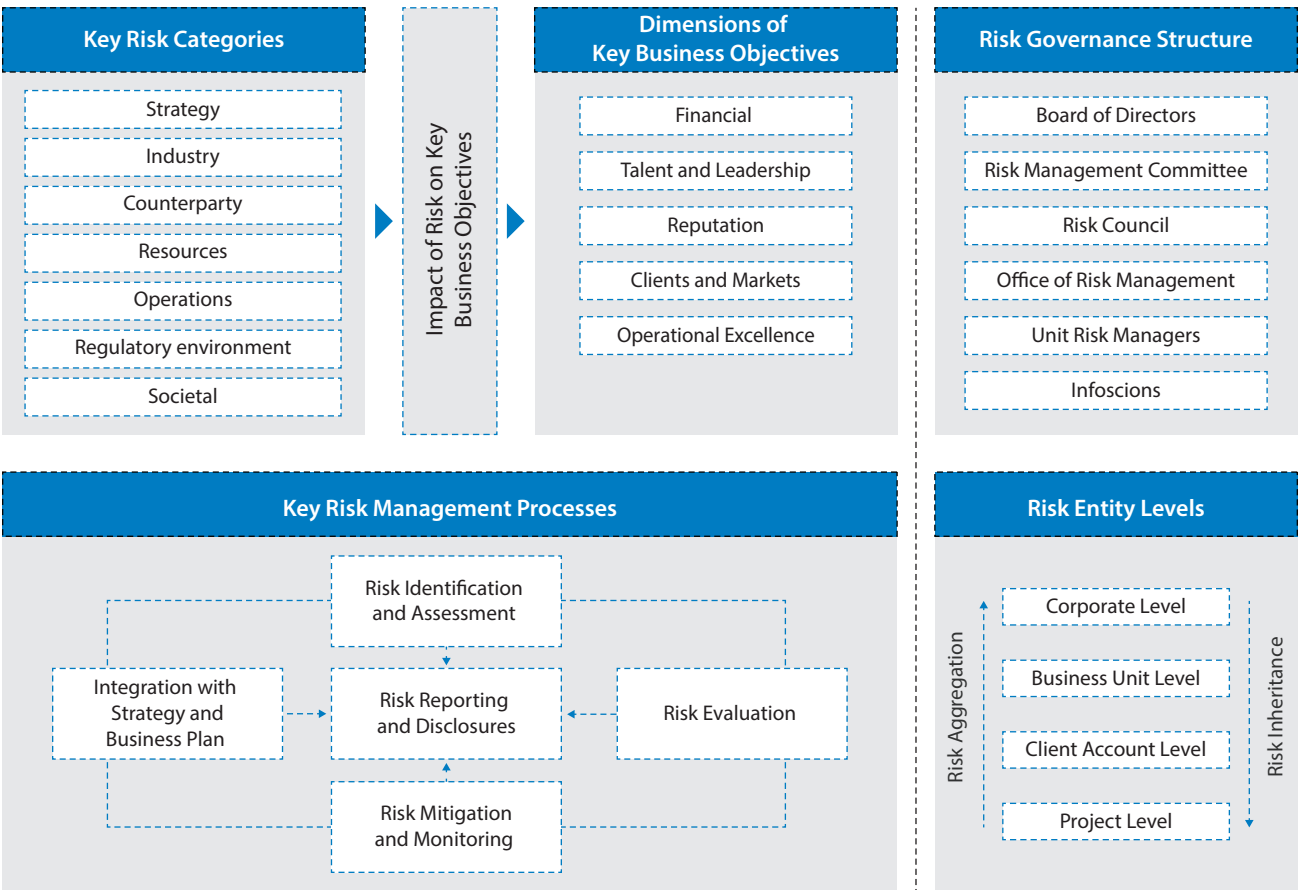 Key Risk Categories
Strategy
Industry
Counterparty
Resources
Operations
Regulatory environment
Societal
Impact of Risk on Key
Business Objectives
Dimensions of
Key Business Objectives
Financial
Talent and Leadership
Reputation
Clients and Markets
Operational Excellence
Risk Governance Structure
Board of Directors
Risk Management Committee
Risk Council
Office of Risk Management
Unit Risk Managers
Infoscions
Key Risk Management Processes
Risk Identification
and Assessment
Integration with
Strategy and
Business Plan
Risk Reporting
and Disclosures
Risk Evaluation
Risk Mitigation
and Monitoring
Risk Entity Levels
Risk Aggregation
Corporate Level
Business Unit Level
Client Account Level
Project Level
Risk Inheritance